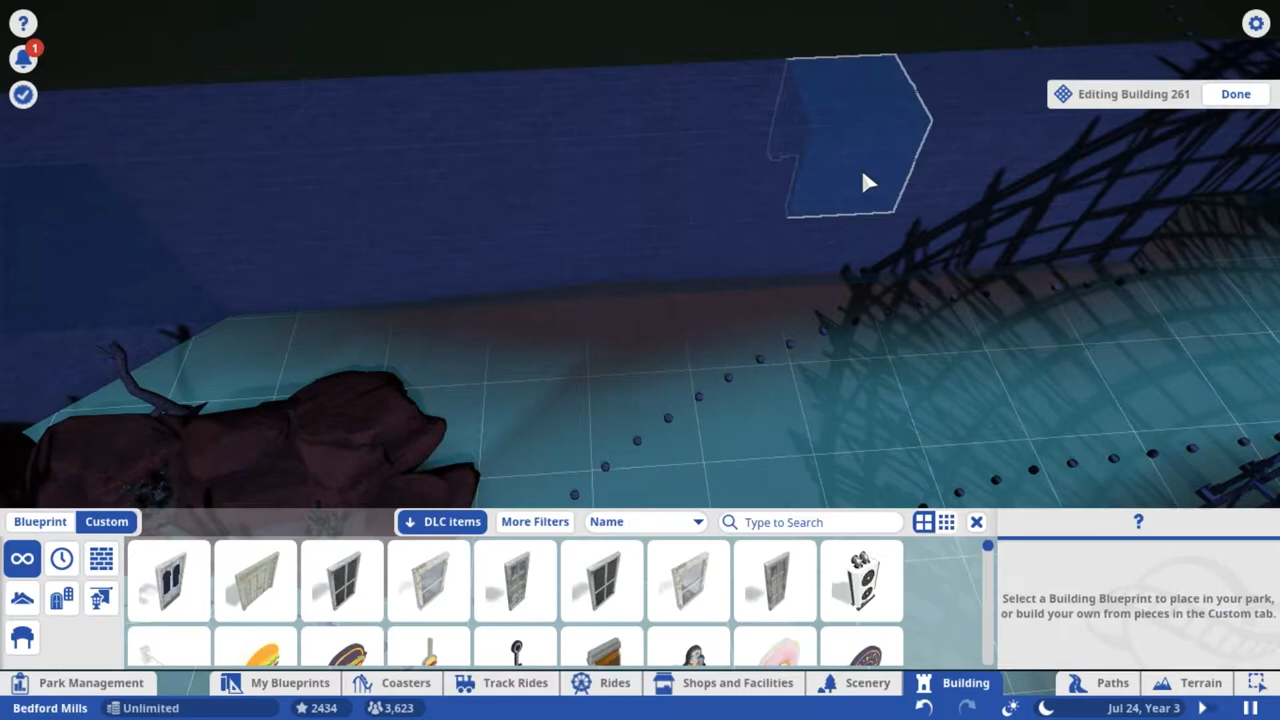 ?
1
Editing Building 261
Done
Blueprint
Custom
DLC items
More Filters
Name
Type to Search
?
Select a Building Blueprint to place in your park,
or build your own from pieces in the Custom tab.
Park Management
My Blueprints
Coasters
Track Rides
Rides
Shops and Facilities
Scenery
Building
Paths
Terrain
Bedford Mills
Unlimited
2434
3,623
Jul 24, Year 3